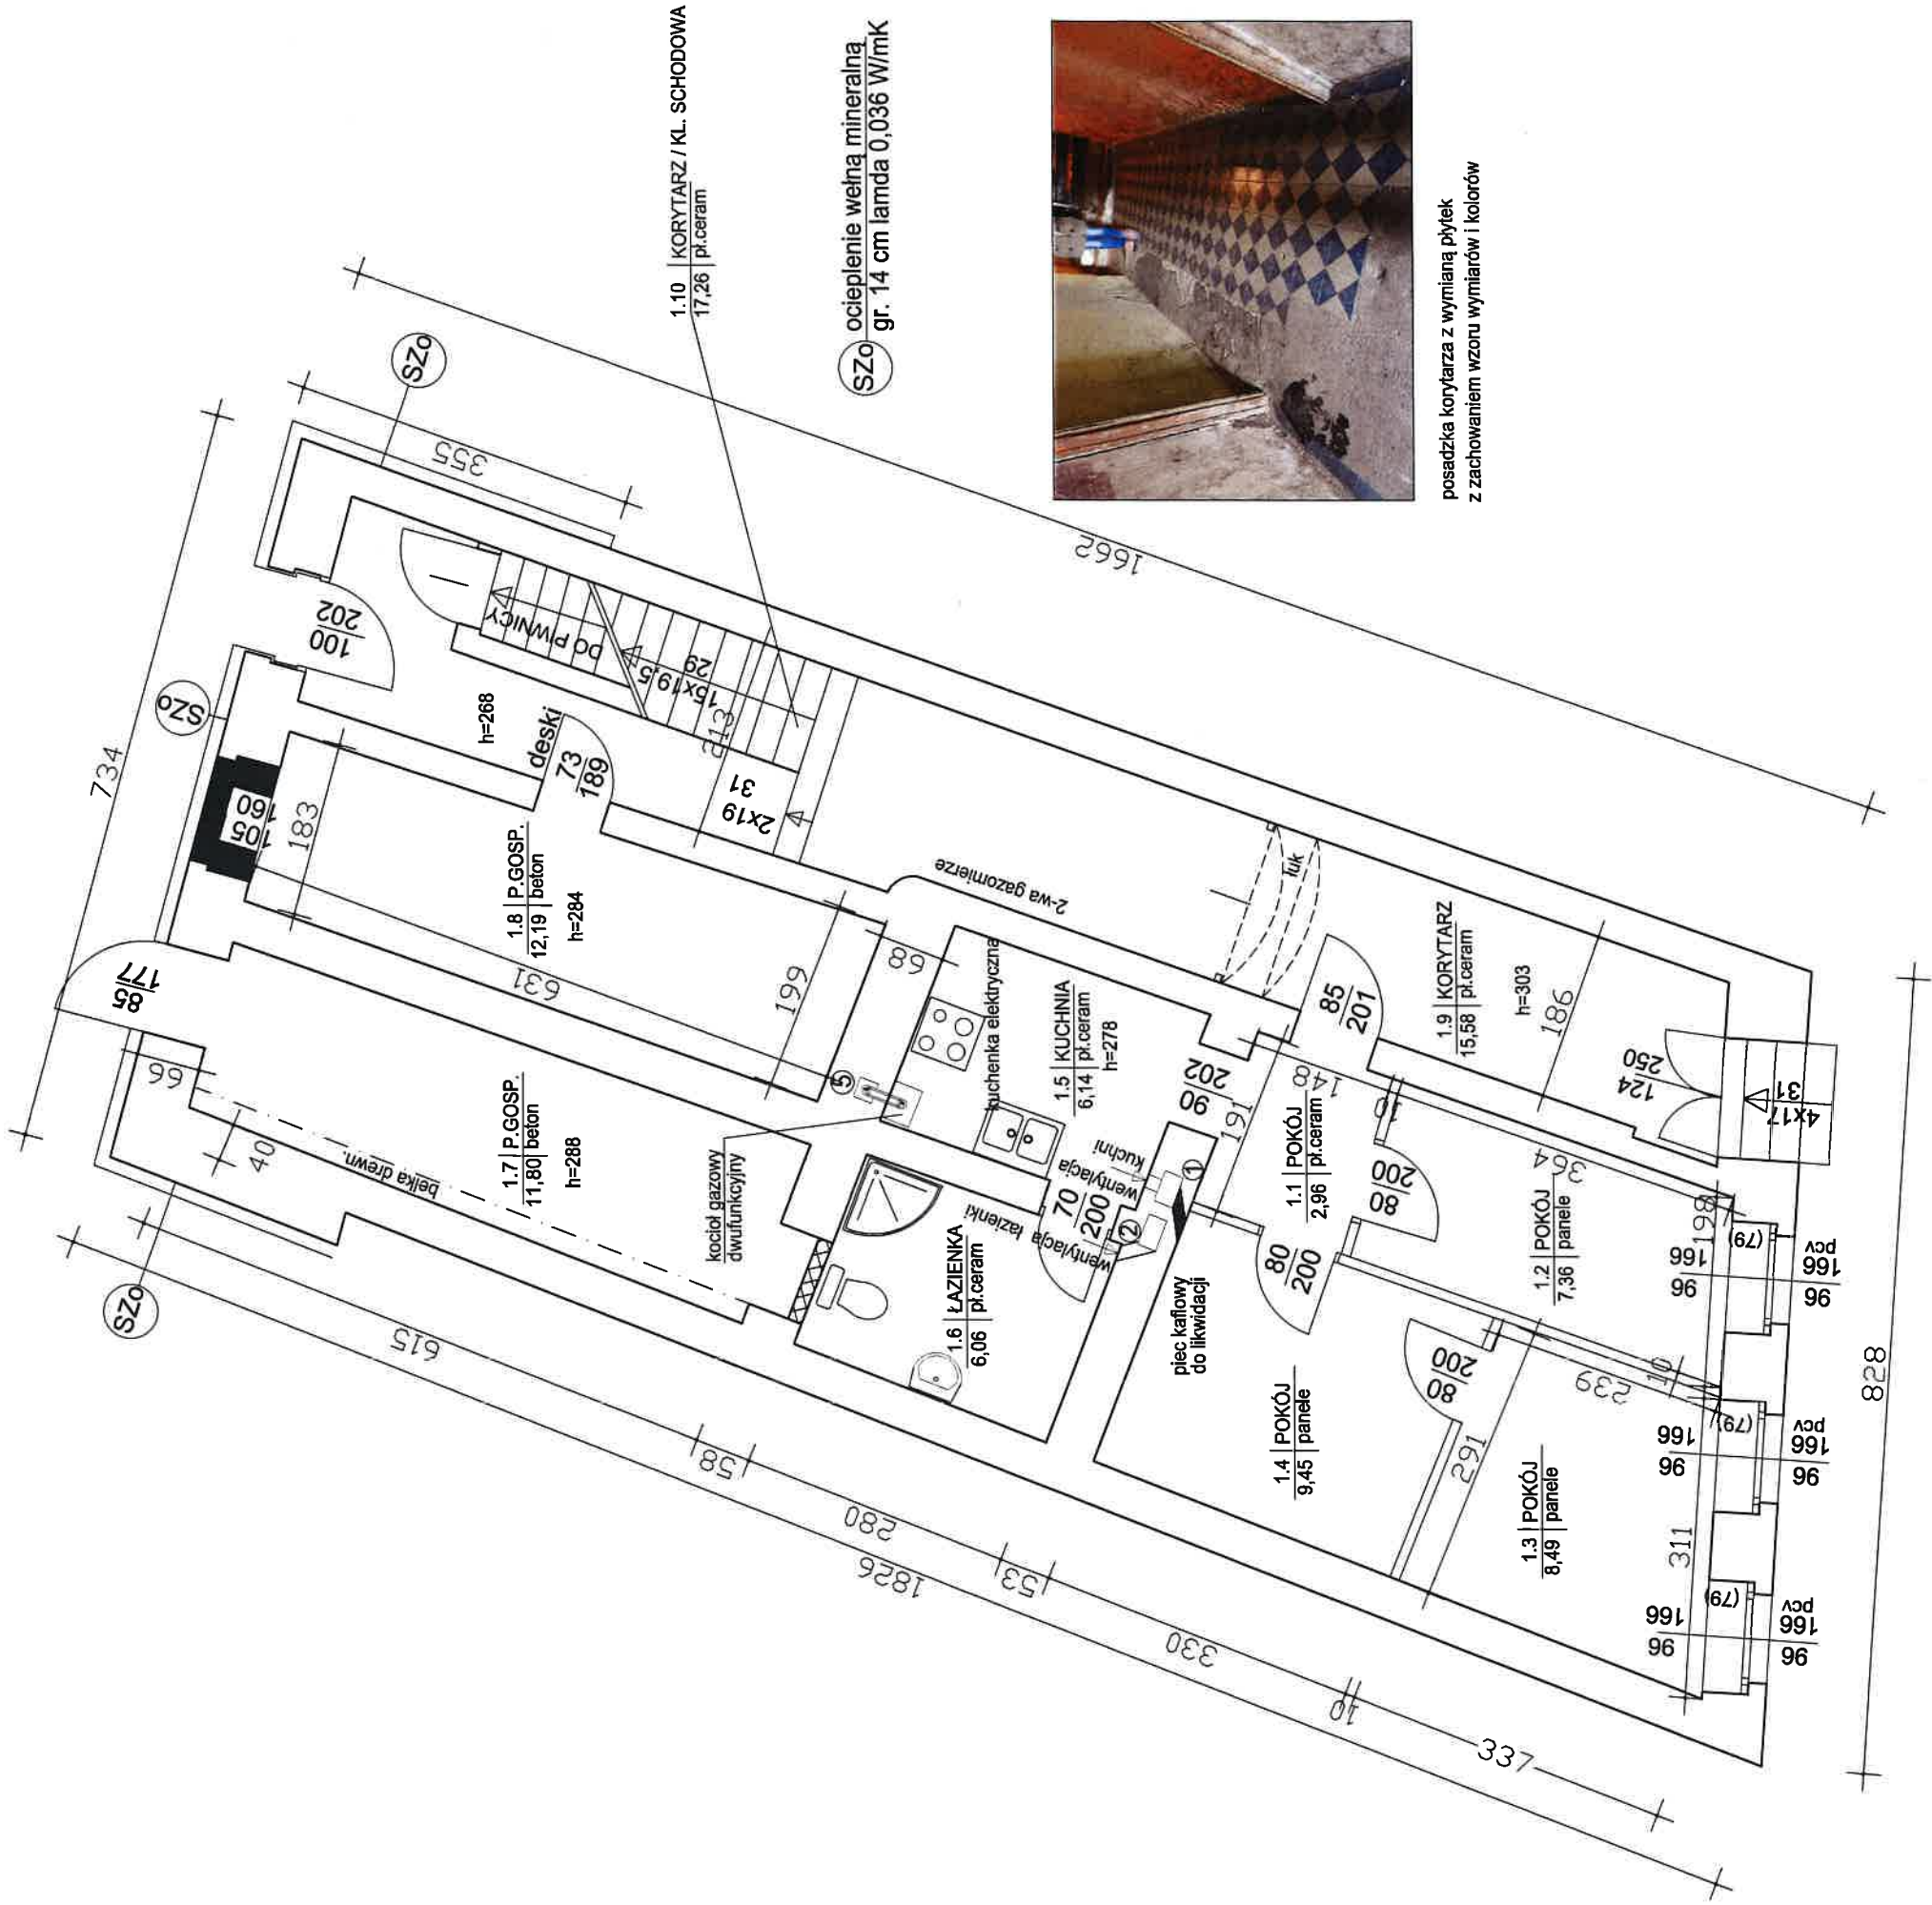 734
SZo
SZo
355
100
202
105
160
183
85
177
66
40
belka drewn.
h=268
deski
73
189
DO PIWNICY
15x19,5
29
213
2x19
31
1.10 KORYTARZ / KL. SCHODOWA
17,26 pł.ceram
SZo ocieplenie wełną mineralną
gr. 14 cm lamda 0,036 W/mK
1.8 P.GOSP.
12,19 beton
h=284
631
199
1.7 P.GOSP.
11,80 beton
h=288
68
kocioł gazowy
dwufunkcyjny
5
kuchenka elektryczna
2-wa gazomierze
łuk
1662
1.5 KUCHNIA
6,14 pł.ceram
h=278
90
202
wentylacja
kuchni
wentylacja łazienki
70
200
1
2
1.6 ŁAZIENKA
6,06 pł.ceram
SZo
615
58
280
1826
53
330
10
337
piec kaflowy
do likwidacji
191
148
10
85
201
1.9 KORYTARZ
15,58 pł.ceram
h=303
186
124
250
4x17
31
1.1 POKÓJ
2,96 pł.ceram
80
200
80
200
364
1.2 POKÓJ
7,36 panele
198
1.4 POKÓJ
9,45 panele
80
200
239
10
291
1.3 POKÓJ
8,49 panele
311
96
166
(79)
96
166
pcv
96
166
(79)
96
166
pcv
96
166
(79)
96
166
pcv
828
posadzka korytarza z wymianą płytek
z zachowaniem wzoru wymiarów i kolorów